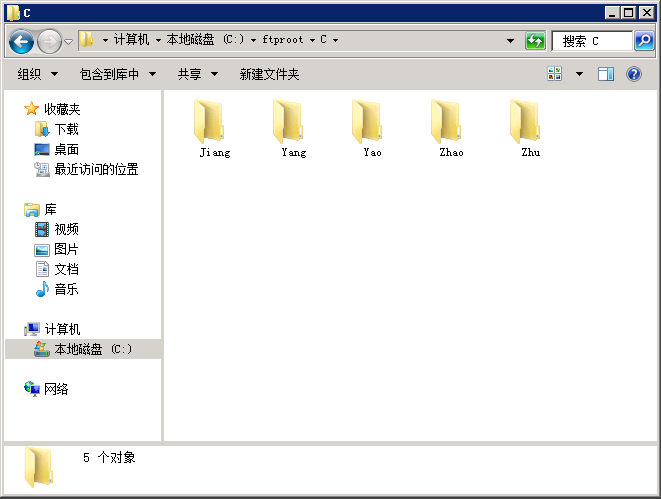 C
计算机 本地磁盘 (C:) ftproot C
搜索 C
组织 包含到库中 共享 新建文件夹
收藏夹
下载
桌面
最近访问的位置
库
视频
图片
文档
音乐
计算机
本地磁盘 (C:)
网络
Jiang Yang Yao Zhao Zhu
5 个对象